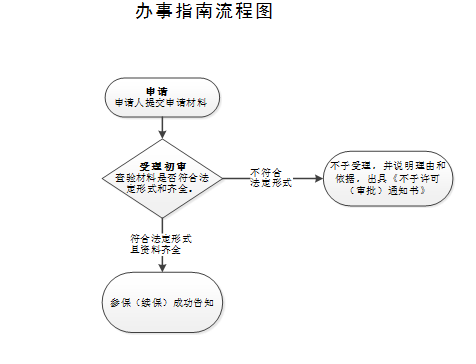 办事指南流程图
申请
申请人提交申请材料
受理初审
查验材料是否符合法
定形式和齐全。
不符合
法定形式
不予受理，并说明理由和
依据，出具《不予许可
（审批）通知书》
符合法定形式
且资料齐全
参保（续保）成功告知